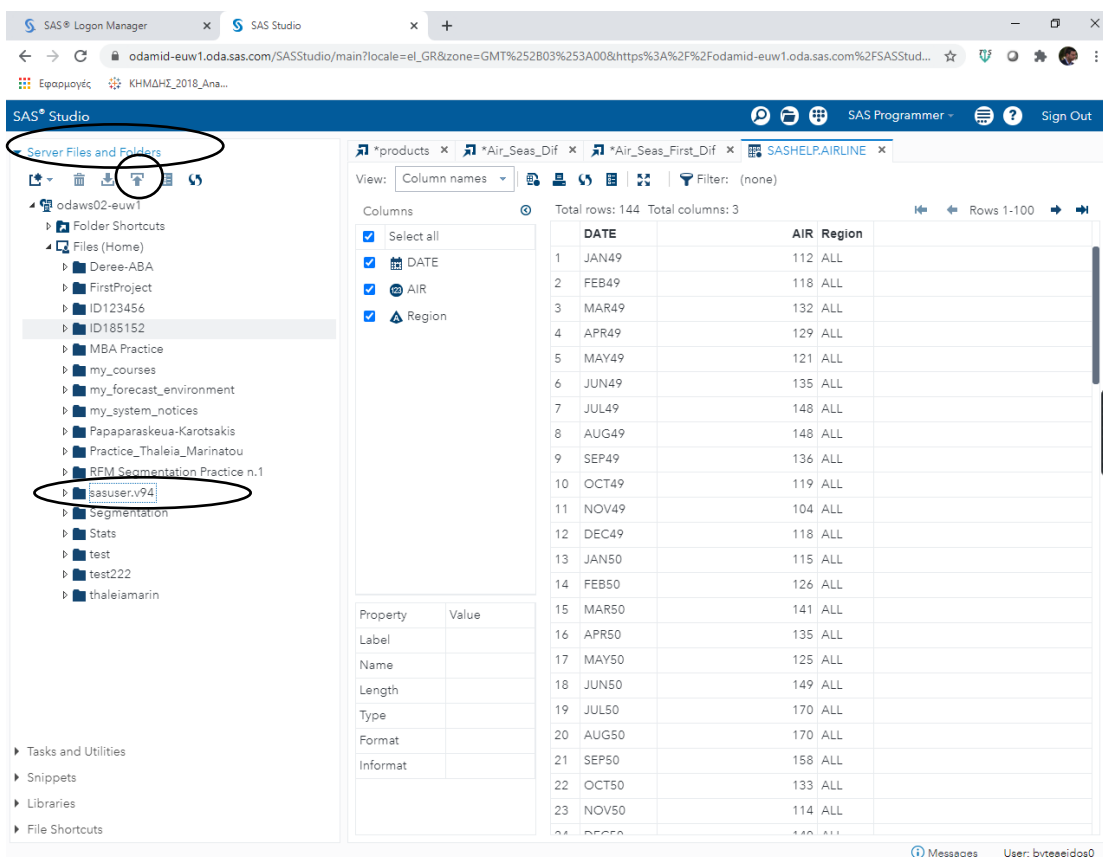 SAS® Logon Manager
SAS Studio
odamid-euw1.oda.sas.com/SASStudio/main?locale=el_GR&zone=GMT%252B03%253A00&https%3A%2F%2Fodamid-euw1.oda.sas.com%2FSASStud...
Εφαρμογές
ΚΗΜΔΗΣ_2018_Ana...
SAS® Studio
SAS Programmer
Sign Out
Server Files and Folders
odaws02-euw1
Folder Shortcuts
Files (Home)
Deree-ABA
FirstProject
ID123456
ID185152
MBA Practice
my_courses
my_forecast_environment
my_system_notices
Papaparaskeua-Karotsakis
Practice_Thaleia_Marinatou
RFM Segmentation Practice n.1
sasuser.v94
Segmentation
Stats
test
test222
thaleiamarin
Tasks and Utilities
Snippets
Libraries
File Shortcuts
*products
*Air_Seas_Dif
*Air_Seas_First_Dif
SASHELP.AIRLINE
View: Column names
Filter: (none)
Columns
Select all
DATE
AIR
Region
Property Value
Label
Name
Length
Type
Format
Informat
Total rows: 144 Total columns: 3
Rows 1-100
DATE AIR Region
1 JAN49 112 ALL
2 FEB49 118 ALL
3 MAR49 132 ALL
4 APR49 129 ALL
5 MAY49 121 ALL
6 JUN49 135 ALL
7 JUL49 148 ALL
8 AUG49 148 ALL
9 SEP49 136 ALL
10 OCT49 119 ALL
11 NOV49 104 ALL
12 DEC49 118 ALL
13 JAN50 115 ALL
14 FEB50 126 ALL
15 MAR50 141 ALL
16 APR50 135 ALL
17 MAY50 125 ALL
18 JUN50 149 ALL
19 JUL50 170 ALL
20 AUG50 170 ALL
21 SEP50 158 ALL
22 OCT50 133 ALL
23 NOV50 114 ALL
24 DEC50 140 ALL
Messages
User: byteaeidos0